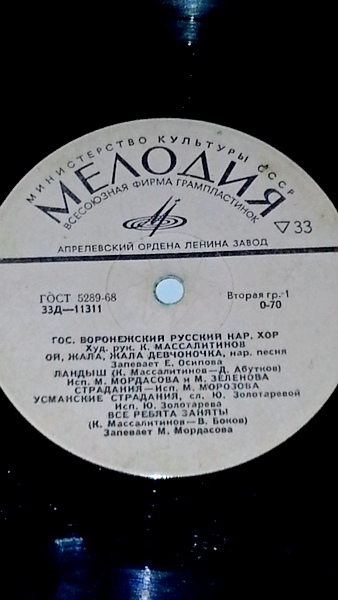 МИНИСТЕРСТВО КУЛЬТУРЫ СССР
МЕЛОДИЯ
ВСЕСОЮЗНАЯ ФИРМА ГРАМПЛАСТИНОК
▽33
АПРЕЛЕВСКИЙ ОРДЕНА ЛЕНИНА ЗАВОД
ГОСТ 5289-68
33Д—11311
Вторая гр.-1
0-70
ГОС. ВОРОНЕЖСКИЙ РУССКИЙ НАР. ХОР
Худ. рук. К. МАССАЛИТИНОВ
ОЙ, ЖАЛА, ЖАЛА ДЕВЧОНОЧКА, нар. песня
Запевает Е. Осипова
ЛАНДЫШ (К. Массалитинов—Д. Абутков)
Исп. М. МОРДАСОВА и М. ЗЕЛЕНОВА
СТРАДАНИЯ—Исп. М. МОРОЗОВА
УСМАНСКИЕ СТРАДАНИЯ, сл. Ю. Золотаревой
Исп. Ю. Золотарева
ВСЕ РЕБЯТА ЗАНЯТЫ
(К. Массалитинов—В. Боков)
Запевает М. Мордасова